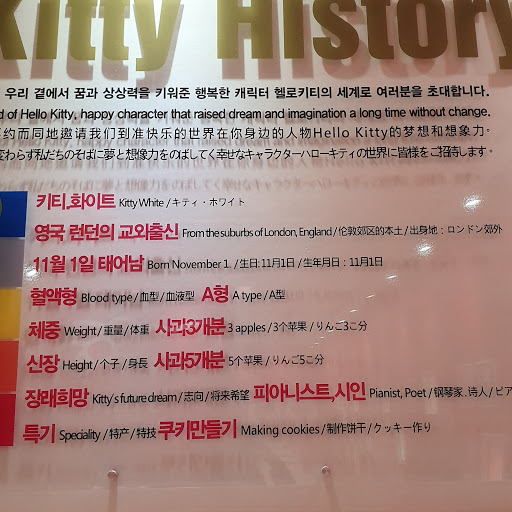 Kitty History
우리 곁에서 꿈과 상상력을 키워준 행복한 캐릭터 헬로키티의 세계로 여러분을 초대합니다.
d of Hello Kitty, happy character that raised dream and imagination a long time without change.
约而同地邀请我们到准快乐的世界在你身边的人物Hello Kitty的梦想和想象力。
変わらず私だちのそばに夢と想像力をのばしてく幸せなキャラクターハローキティの世界に皆様をご招待します。
키티.화이트 Kitty White / キティ・ホワイト
영국 런던의 교외출신 From the suburbs of London, England / 伦敦郊区的本土 / 出身地 : ロンドン郊外
11월 1일 태어남 Born November 1. / 生日: 11月1日 / 生年月日 : 11月1日
혈액형 Blood type / 血型 / 血液型 A형 A type / A型
체중 Weight / 重量 / 体重 사과3개분 3 apples / 3个苹果 / りんご3こ分
신장 Height / 个子 / 身長 사과5개분 5个苹果 / りんご5こ分
장래희망 Kitty's future dream / 志向 / 将来希望 피아니스트,시인 Pianist, Poet / 钢琴家, 诗人 / ピア
특기 Speciality / 特产 / 特技 쿠키만들기 Making cookies / 制作饼干 / クッキー作り